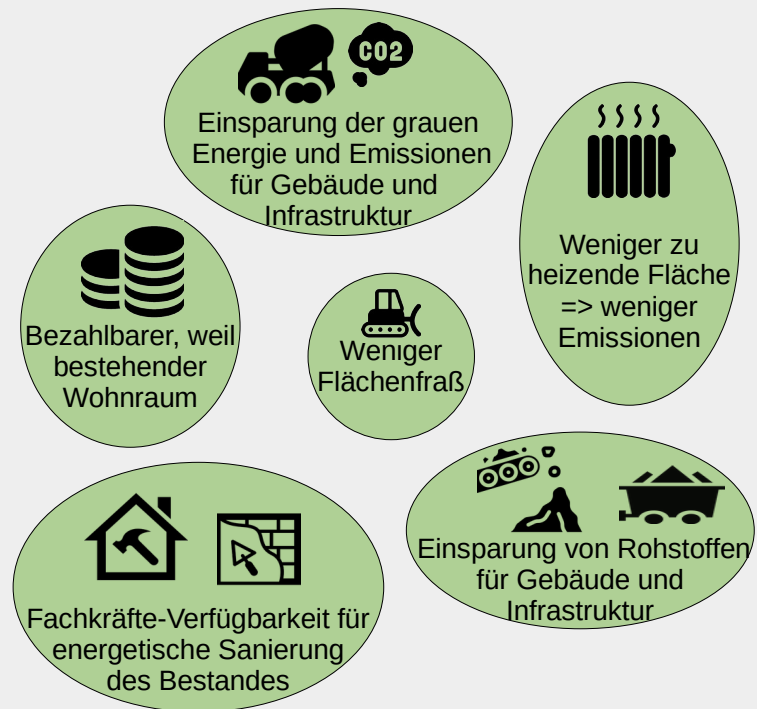 CO2
Einsparung der grauen
Energie und Emissionen
für Gebäude und
Infrastruktur
Weniger zu
heizende Fläche
=> weniger
Emissionen
Bezahlbarer, weil
bestehender
Wohnraum
Weniger
Flächenfraß
Einsparung von Rohstoffen
für Gebäude und
Infrastruktur
Fachkräfte-Verfügbarkeit für
energetische Sanierung
des Bestandes